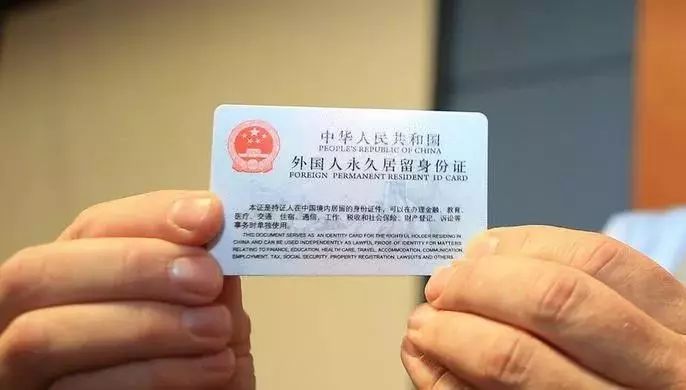 中华人民共和国
PEOPLE'S REPUBLIC OF CHINA
外国人永久居留身份证
FOREIGN PERMANENT RESIDENT ID CARD
本证是持证人在中国境内居留的身份证件，可以在办理金融、教育、
医疗、交通、住宿、通信、工作、税收和社会保险、财产登记、诉讼等
事务时单独使用。
THIS DOCUMENT SERVES AS AN IDENTITY CARD FOR THE RIGHTFUL HOLDER RESIDING IN
CHINA AND CAN BE USED INDEPENDENTLY AS LAWFUL PROOF OF IDENTITY FOR MATTERS
RELATING TO FINANCE, EDUCATION, HEALTH CARE, TRAVEL, ACCOMMODATION, COMMUNICATION,
EMPLOYMENT, TAX, SOCIAL SECURITY, PROPERTY REGISTRATION, LAWSUITS AND ETC.